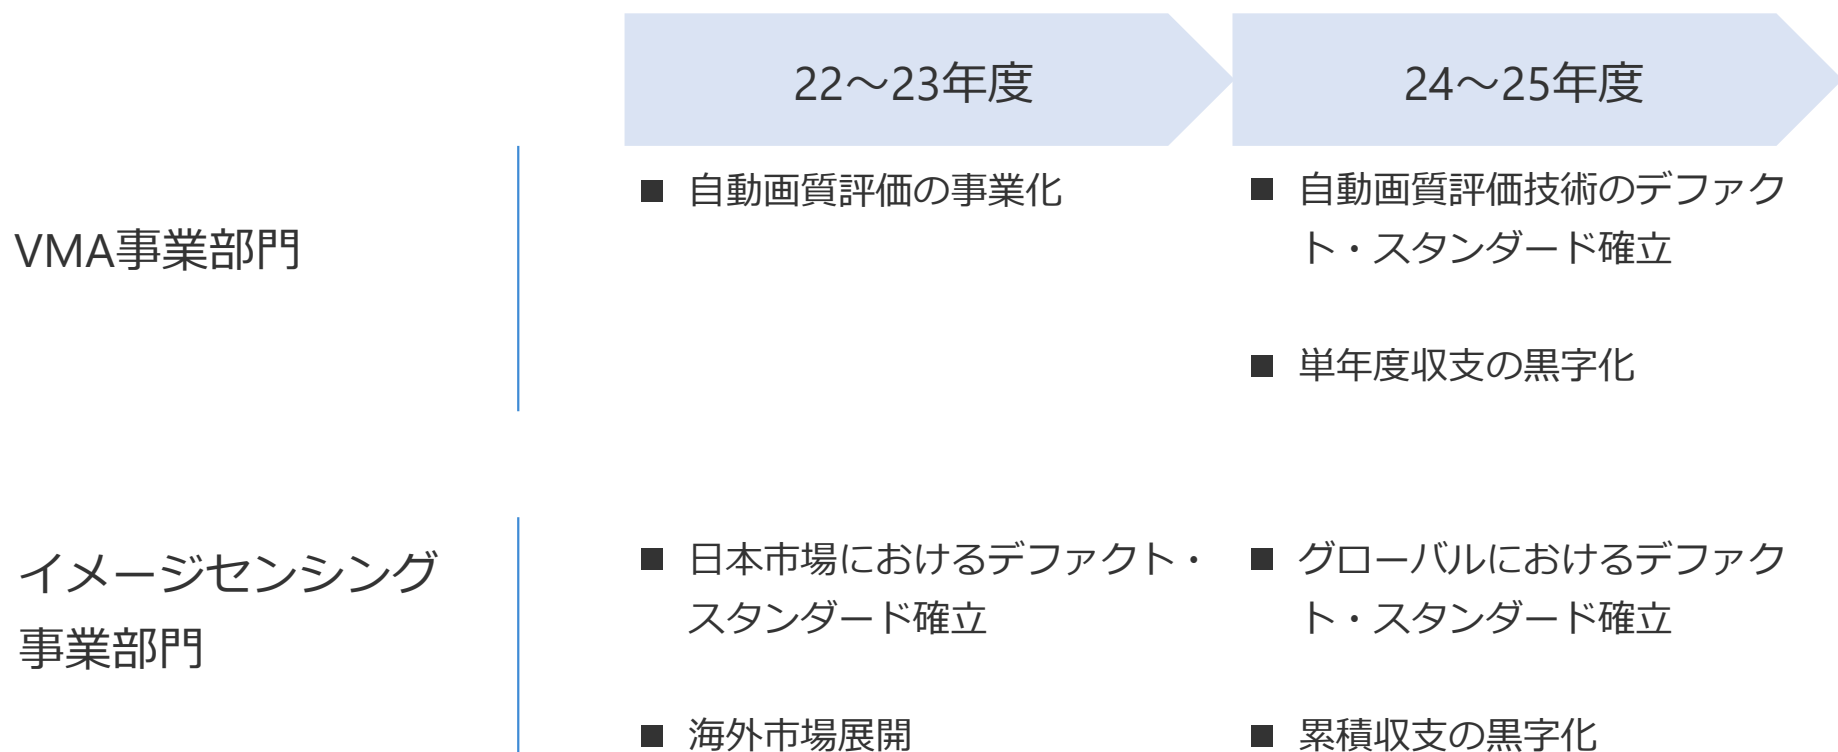 22～23年度
24～25年度
VMA事業部門
■ 自動画質評価の事業化
■ 自動画質評価技術のデファク
ト・スタンダード確立
■ 単年度収支の黒字化
イメージセンシング
事業部門
■ 日本市場におけるデファクト・
スタンダード確立
■ 海外市場展開
■ グローバルにおけるデファク
ト・スタンダード確立
■ 累積収支の黒字化